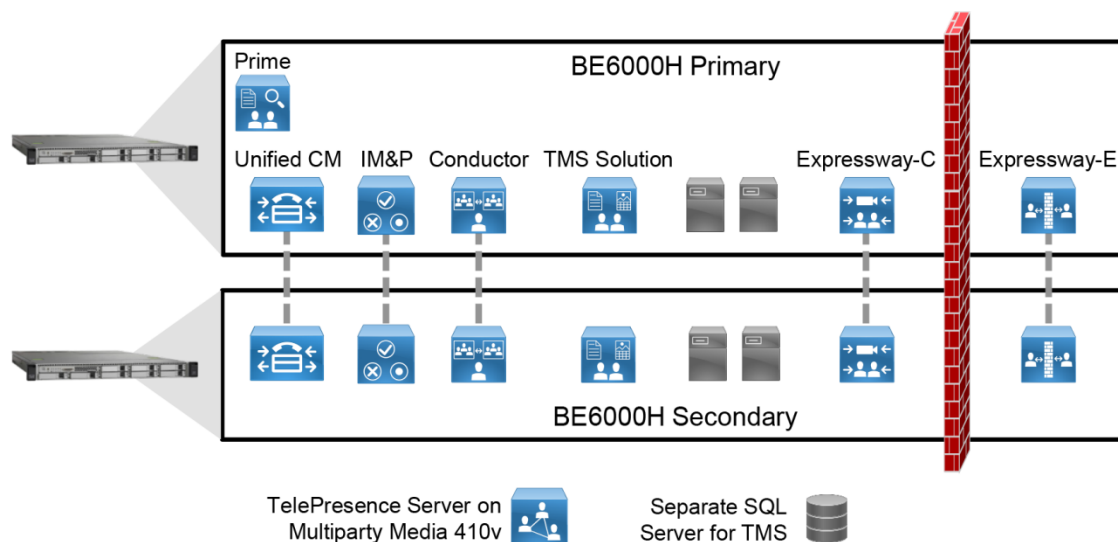 Prime
BE6000H Primary
Unified CM
IM&P
Conductor
TMS Solution
Expressway-C
Expressway-E
BE6000H Secondary
TelePresence Server on
Multiparty Media 410v
Separate SQL
Server for TMS